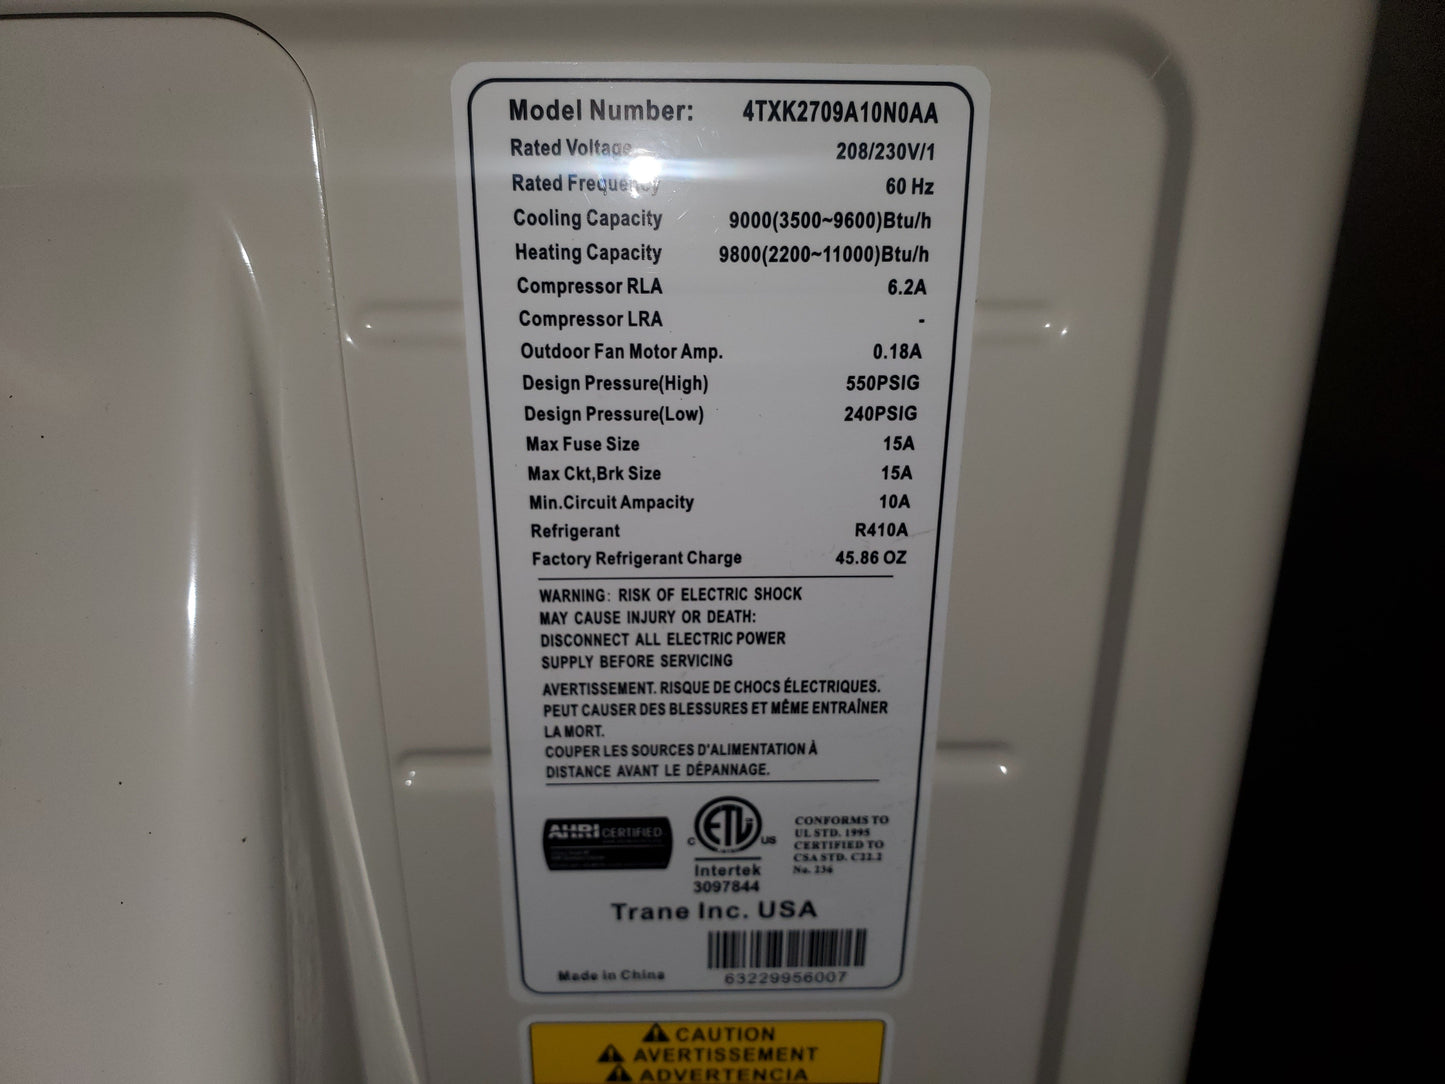 Model Number: 4TXK2709A10N0AA
Rated Voltage 208/230V/1
Rated Frequency 60 Hz
Cooling Capacity 9000(3500~9600)Btu/h
Heating Capacity 9800(2200~11000)Btu/h
Compressor RLA 6.2A
Compressor LRA -
Outdoor Fan Motor Amp. 0.18A
Design Pressure(High) 550PSIG
Design Pressure(Low) 240PSIG
Max Fuse Size 15A
Max Ckt,Brk Size 15A
Min.Circuit Ampacity 10A
Refrigerant R410A
Factory Refrigerant Charge 45.86 OZ
WARNING: RISK OF ELECTRIC SHOCK
MAY CAUSE INJURY OR DEATH:
DISCONNECT ALL ELECTRIC POWER
SUPPLY BEFORE SERVICING
AVERTISSEMENT. RISQUE DE CHOCS ÉLECTRIQUES.
PEUT CAUSER DES BLESSURES ET MÊME ENTRAÎNER
LA MORT.
COUPER LES SOURCES D'ALIMENTATION À
DISTANCE AVANT LE DÉPANNAGE.
AHRI CERTIFIED
C ETL US
Intertek
3097844
CONFORMS TO
UL STD. 1995
CERTIFIED TO
CSA STD. C22.2
No. 236
Trane Inc. USA
Made in China
63229956007
CAUTION
AVERTISSEMENT
ADVERTENCIA